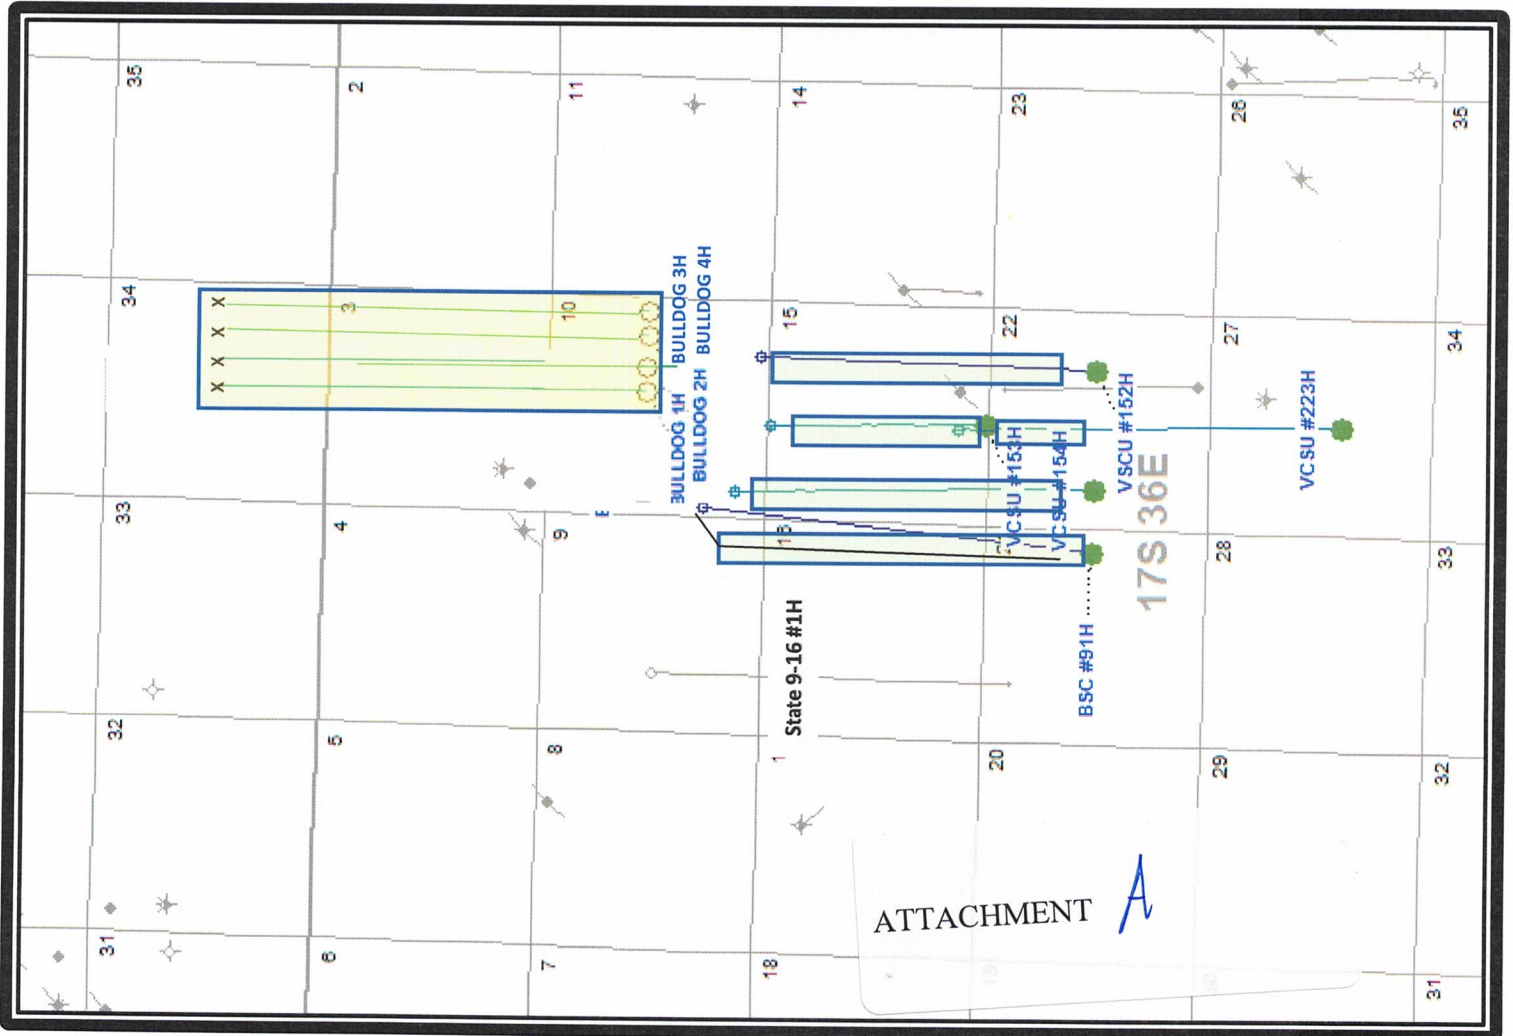 31 32 33 34 35
6 5 4 3 2
7 8 9 10 11
E
BULLDOG 1H BULLDOG 3H
BULLDOG 2H BULLDOG 4H
18 1 16 15 14
State 9-16 #1H
20 22 23
VCSU #153H
VCSU #154H
BSC #91H
VSCU #152H
17S 36E
29 28 27 26
VCSU #223H
31 32 33 34 35
ATTACHMENT A